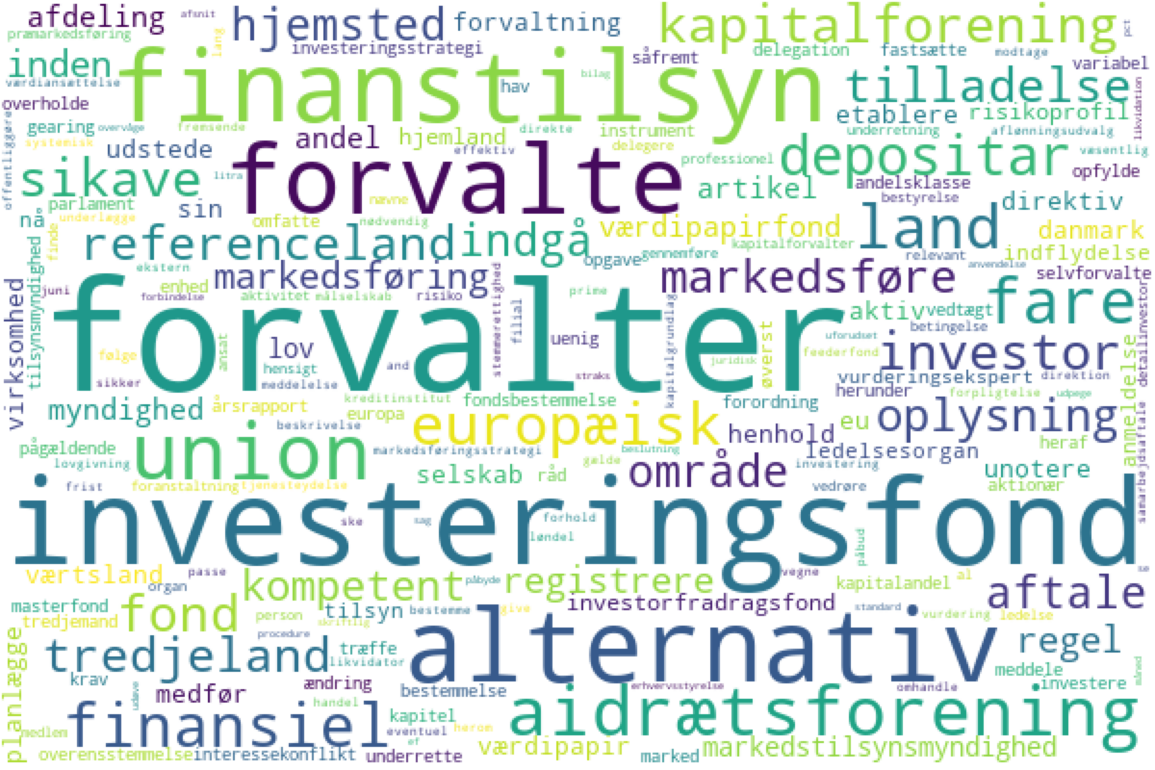 afdeling
afsnit
præmarkedsføring
lang
hjemsted
forvaltning
investeringsstrategi
kapitalforening
pct
delegation
fastsætte
modtage
såfremt
variabel
inden
værdiansættelse
finanstilsyn
bilag
hav
tilladelse
likvidation
overholde
etablere
risikoprofil
gearing
overvåge
fremsende
andel
hjemland
direkte
instrument
underretning
aflønningsudvalg
systemisk
udstede
effektiv
delegere
professionel
depositar
væsentlig
offentliggøre
sikave
litra
forvalte
artikel
andelsklasse
opfylde
bestyrelse
parlament
sin
nævne
direktiv
nå
underlægge
omfatte
nødvendig
værdipapirfond
land
danmark
finde
referenceland
indgå
kapitalforvalter
indflydelse
gennemføre
opgave
relevant
anvendelse
ekstern
markedsføring
markedsføre
selvforvalte
tilsynsmyndighed
juni
enhed
forbindelse
aktivitet
målselskab
risiko
stemmerettighed
prime
fare
virksomhed
forvalter
filial
kapitalgrundlag
aktiv
vedtægt
detailinvestor
følge
ansat
lov
uenig
øverst
uforudset
betingelse
feederfond
hensigt
investor
juridisk
sikker
meddelelse
and
straks
vurderingsekspert
direktion
herunder
anmeldelse
myndighed
årsrapport
kreditinstitut
fondsbestemmelse
forpligtelse
udpege
europa
forordning
pågældende
beskrivelse
europæisk
henhold
eu
oplysning
heraf
lovgivning
union
markedsføringsstrategi
beslutning
ledelsesorgan
gælde
investering
område
frist
foranstaltning
tjenesteydelse
selskab
råd
vedrøre
unotere
aktionær
samarbejdsaftale
investeringsfond
ske
sag
forhold
løndel
påbud
værtsland
passe
organ
kompetent
påbyde
registrere
vegne
kapitalandel
al
se
aftale
masterfond
tredjemand
fond
person
tilsyn
bestemme
give
investorfradragsfond
standard
vurdering
ledelse
skriftlig
planlægge
tredjeland
procedure
træffe
likvidator
alternativ
regel
meddele
krav
udøve
ændring
medfør
bestemmelse
erhvervsstyrelse
omhandle
investere
måned
medlem
finansiel
handel
kapitel
eventuel
herom
aidrætsforening
overensstemmelse
interessekonflikt
ef
underrette
værdipapir
marked
markedstilsynsmyndighed